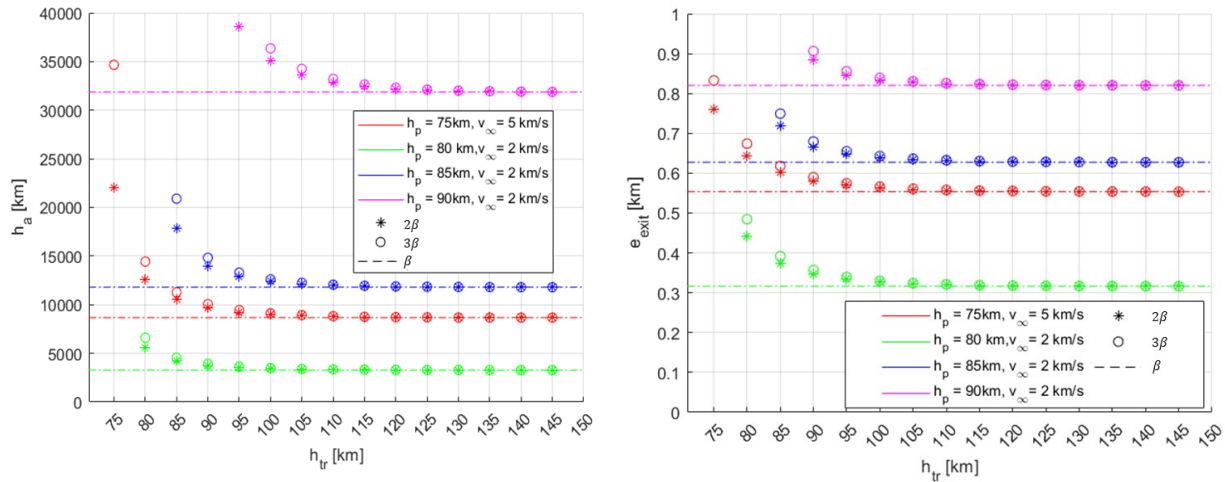 40000
35000
30000
25000
20000
15000
10000
5000
0
h_a [km]
h_p = 75km, v_∞ = 5 km/s
h_p = 80 km,v_∞ = 2 km/s
h_p = 85km, v_∞ = 2 km/s
h_p = 90km, v_∞ = 2 km/s
2β
3β
β
75 80 85 90 95 100 105 110 115 120 125 130 135 140 145 150
h_tr [km]
1
0.9
0.8
0.7
0.6
0.5
0.4
0.3
0.2
0.1
0
e_exit [km]
h_p = 75km, v_∞ = 5 km/s 2β
h_p = 80 km,v_∞ = 2 km/s 3β
h_p = 85km, v_∞ = 2 km/s β
h_p = 90km, v_∞ = 2 km/s
75 80 85 90 95 100 105 110 115 120 125 130 135 140 145 150
h_tr [km]